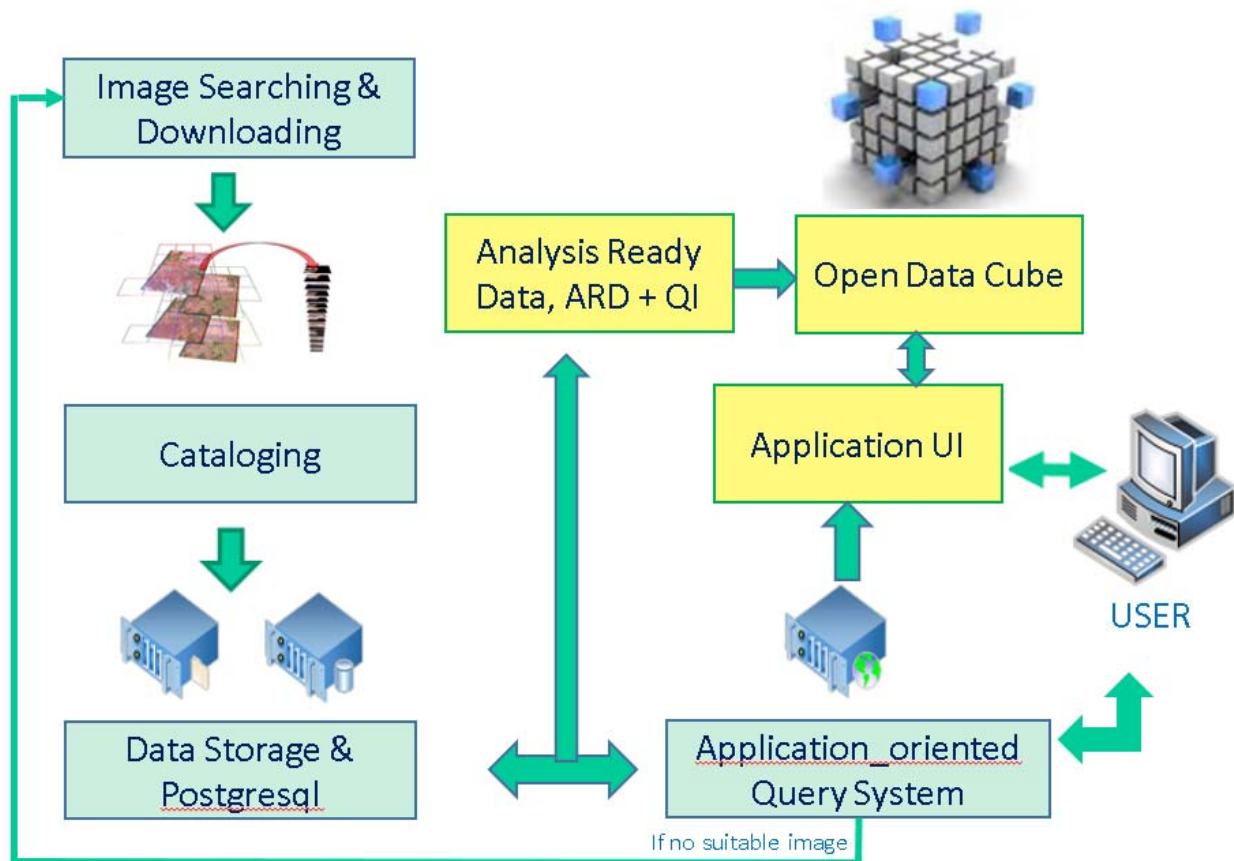 Image Searching &
Downloading
Cataloging
Data Storage &
Postgresql
Analysis Ready
Data, ARD + QI
Open Data Cube
Application UI
USER
Application_oriented
Query System
If no suitable image